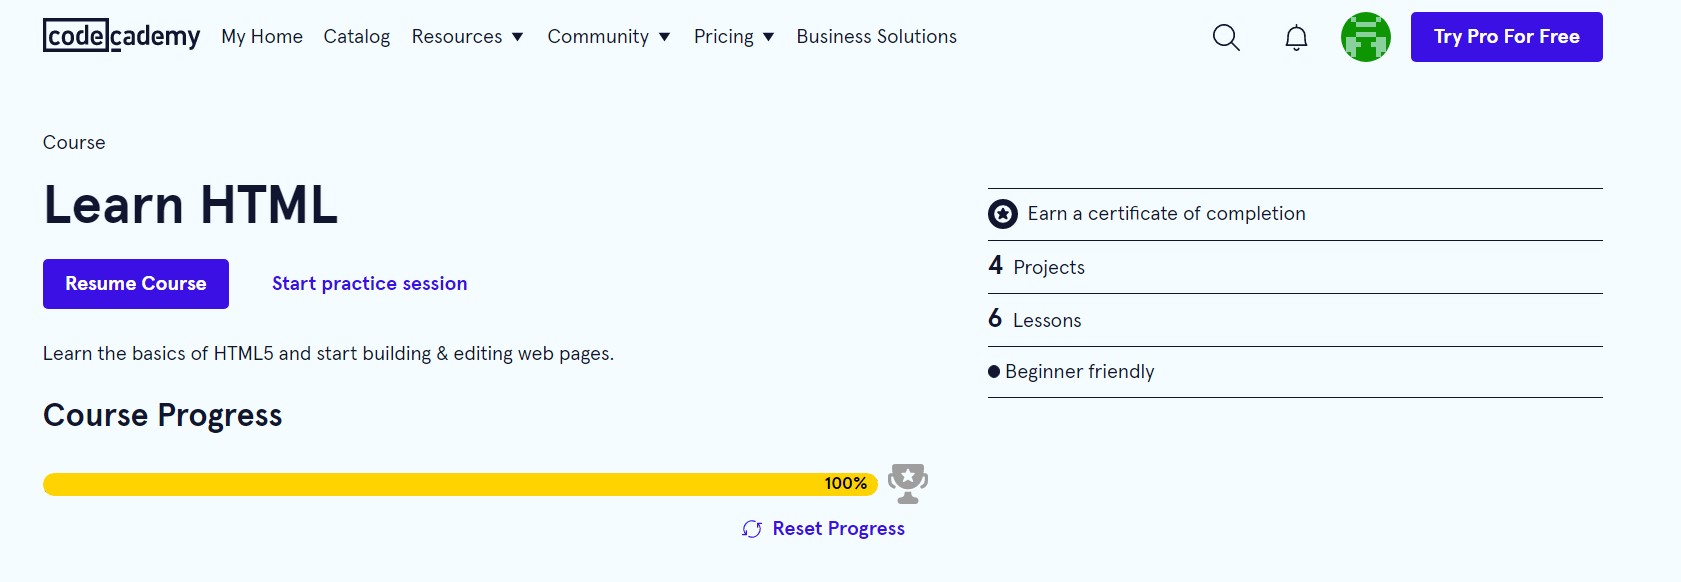 codecademy My Home Catalog Resources Community Pricing Business Solutions Try Pro For Free
Course
Learn HTML
Resume Course Start practice session
Learn the basics of HTML5 and start building & editing web pages.
Course Progress
100%
Reset Progress
Earn a certificate of completion
4 Projects
6 Lessons
Beginner friendly